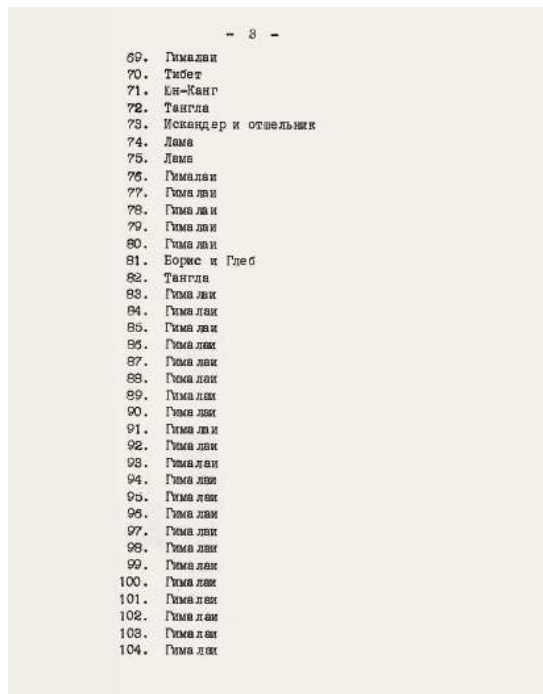 - 3 -
69. Гималаи
70. Тибет
71. Юн-Канг
72. Тангла
73. Искандер и отшельник
74. Лама
75. Лама
76. Гималаи
77. Гималаи
78. Гималаи
79. Гималаи
80. Гималаи
81. Борис и Глеб
82. Тангла
83. Гималаи
84. Гималаи
85. Гималаи
86. Гималаи
87. Гималаи
88. Гималаи
89. Гималаи
90. Гималаи
91. Гималаи
92. Гималаи
93. Гималаи
94. Гималаи
95. Гималаи
96. Гималаи
97. Гималаи
98. Гималаи
99. Гималаи
100. Гималаи
101. Гималаи
102. Гималаи
103. Гималаи
104. Гималаи